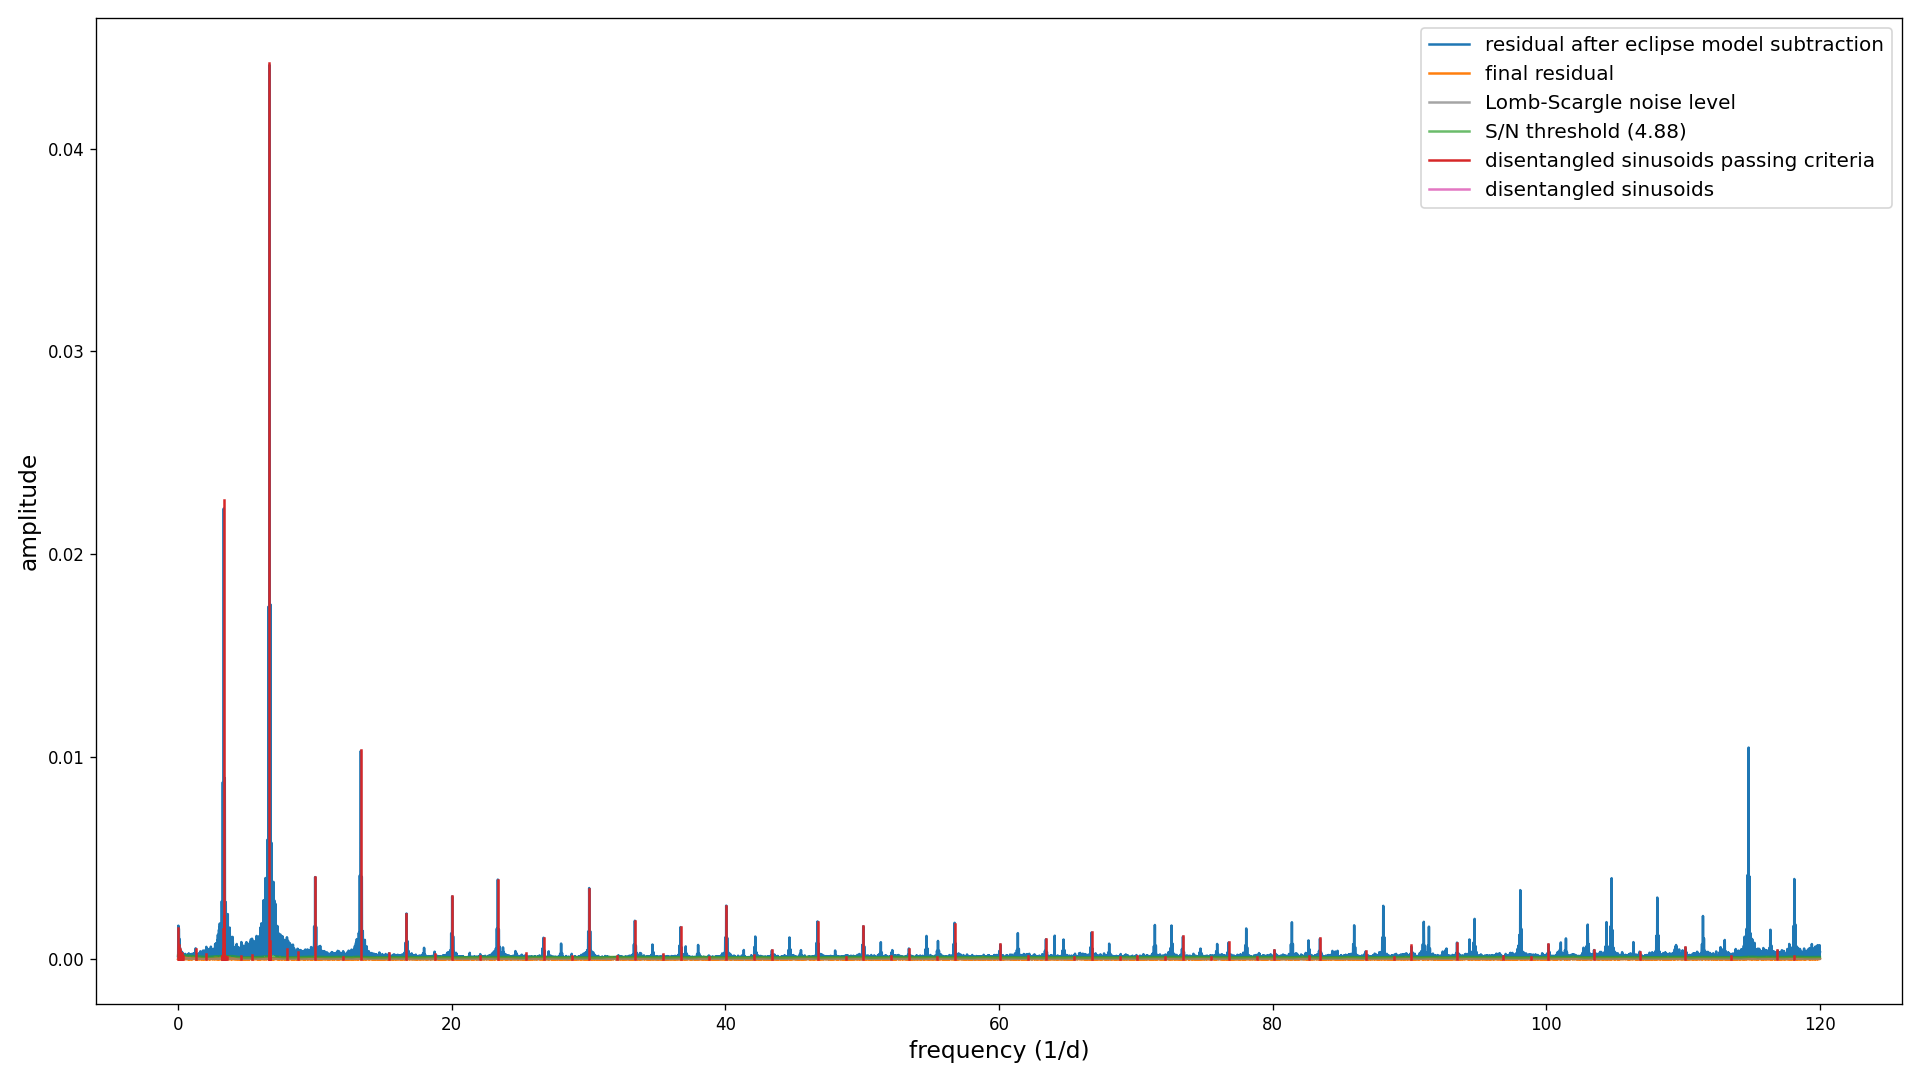 residual after eclipse model subtraction
final residual
Lomb-Scargle noise level
S/N threshold (4.88)
disentangled sinusoids passing criteria
disentangled sinusoids
amplitude
0.04
0.03
0.02
0.01
0.00
0 20 40 60 80 100 120
frequency (1/d)